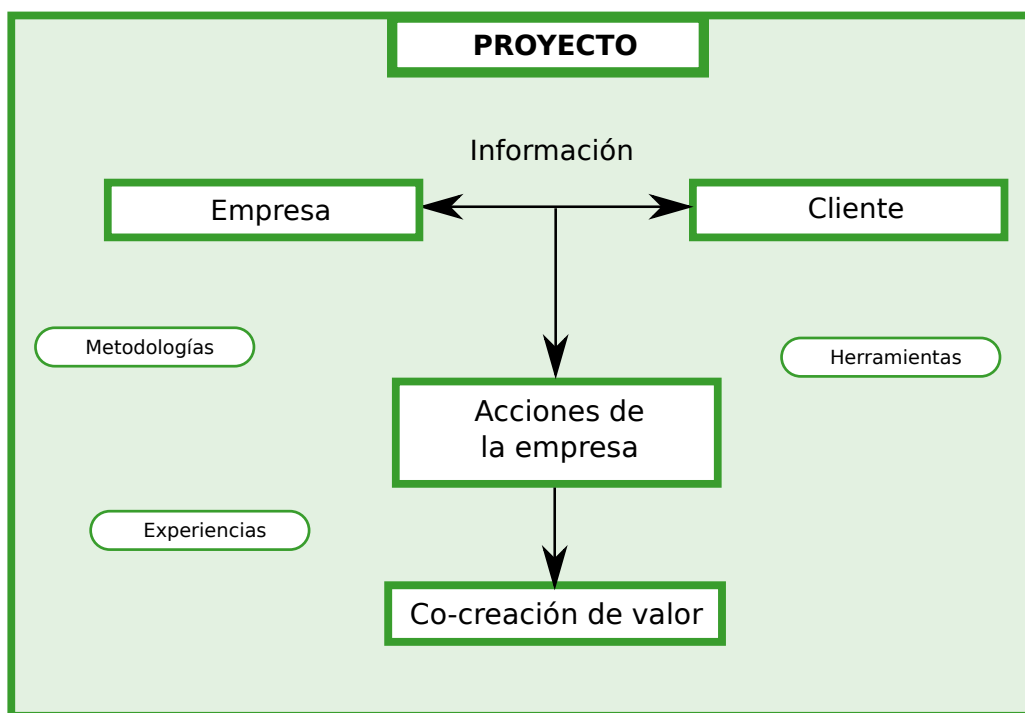 PROYECTO
Información
Empresa
Cliente
Metodologías
Herramientas
Acciones de
la empresa
Experiencias
Co-creación de valor